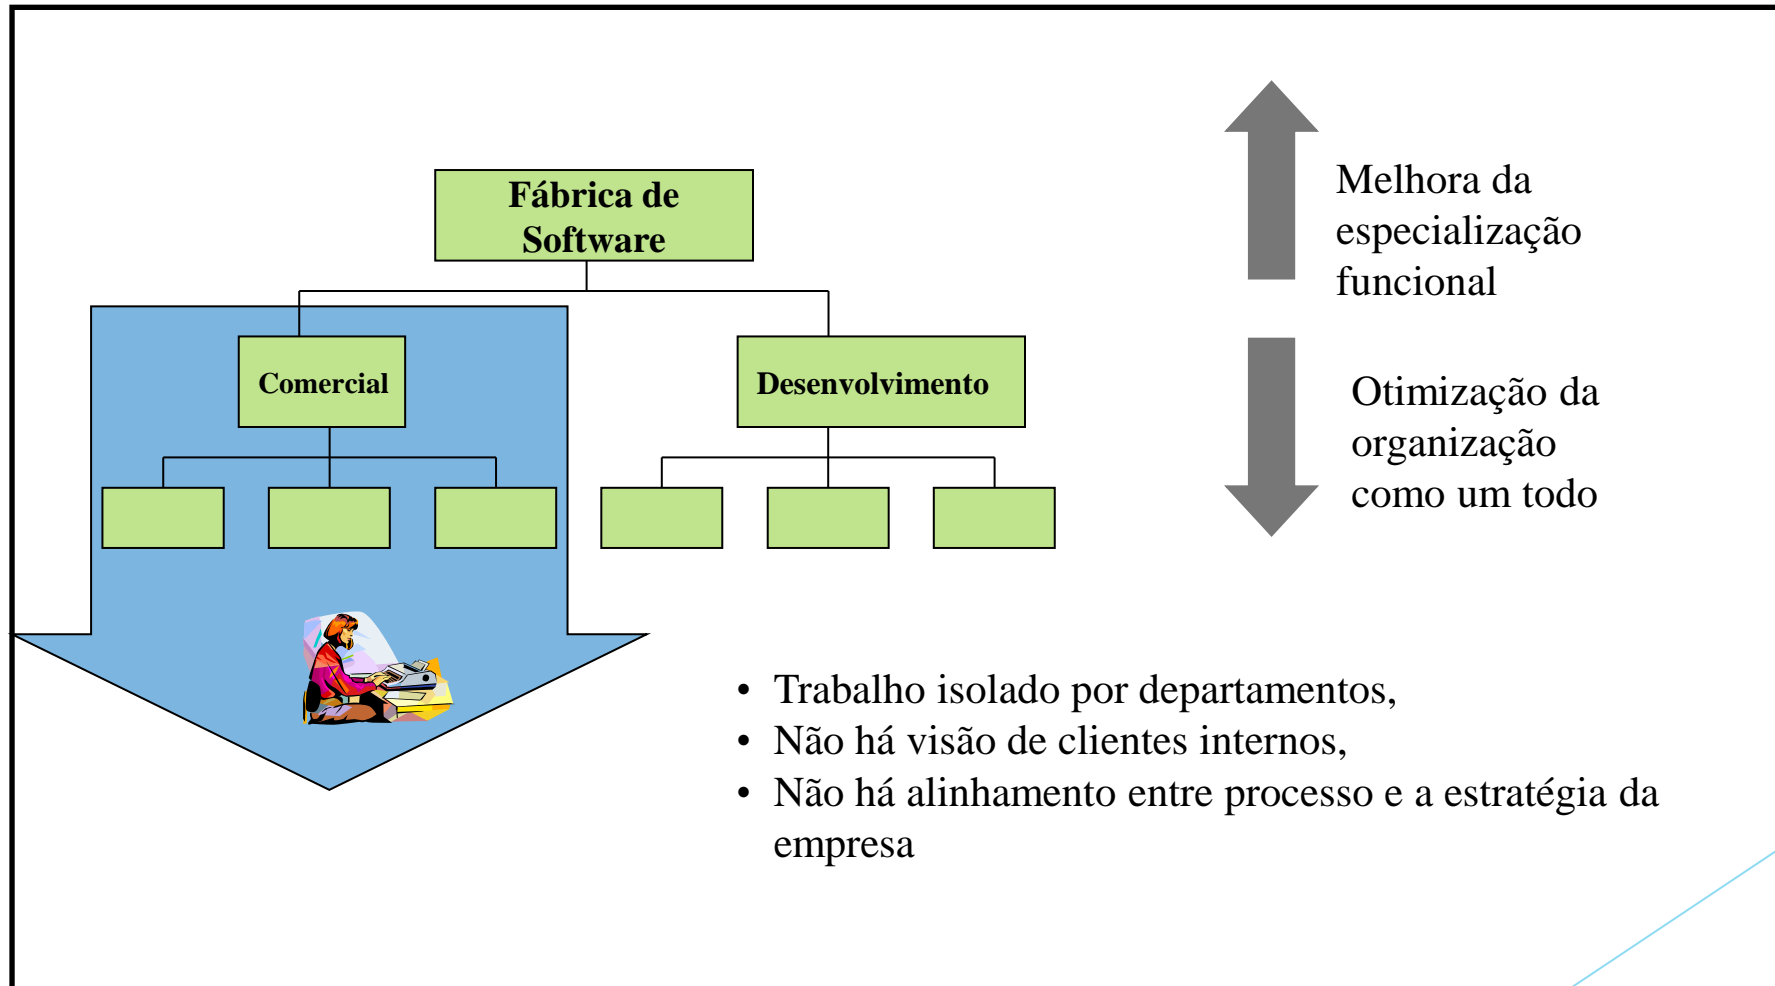 Fábrica de
Software
Comercial
Desenvolvimento
Melhora da
especialização
funcional
Otimização da
organização
como um todo
• Trabalho isolado por departamentos,
• Não há visão de clientes internos,
• Não há alinhamento entre processo e a estratégia da
empresa